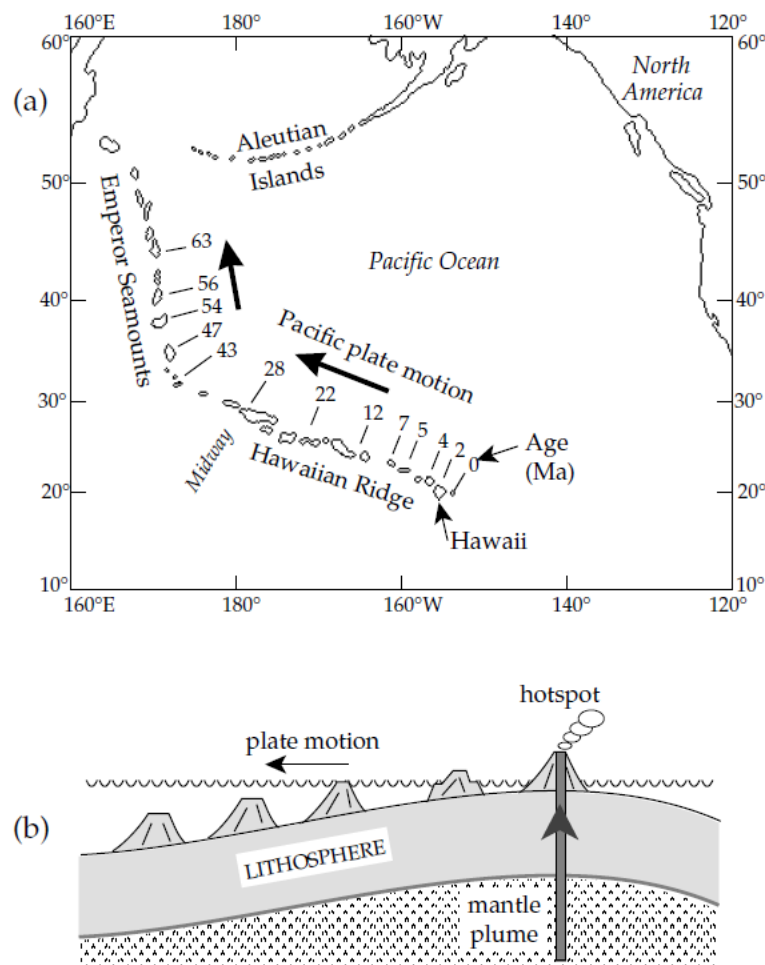 160°E 180° 160°W 140° 120°
60° 60°
(a)
North
America
Aleutian
Islands
50° 50°
Emperor Seamounts
63
Pacific Ocean
56
40° 40°
54
47
Pacific plate motion
43
28
30° 30°
22
12
7
5
4
2
0
Age
(Ma)
Midway
Hawaiian Ridge
20° 20°
Hawaii
10° 10°
160°E 180° 160°W 140° 120°
hotspot
plate motion
(b)
LITHOSPHERE
mantle
plume